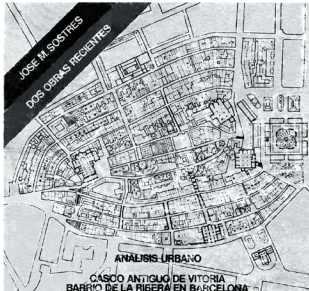 JOSE M. SOSTRES
DOS OBRAS RECIENTES
ANALISIS URBANO
CASCO ANTIGUO DE VITORIA
BARRIO DE LA RIBERA EN BARCELONA